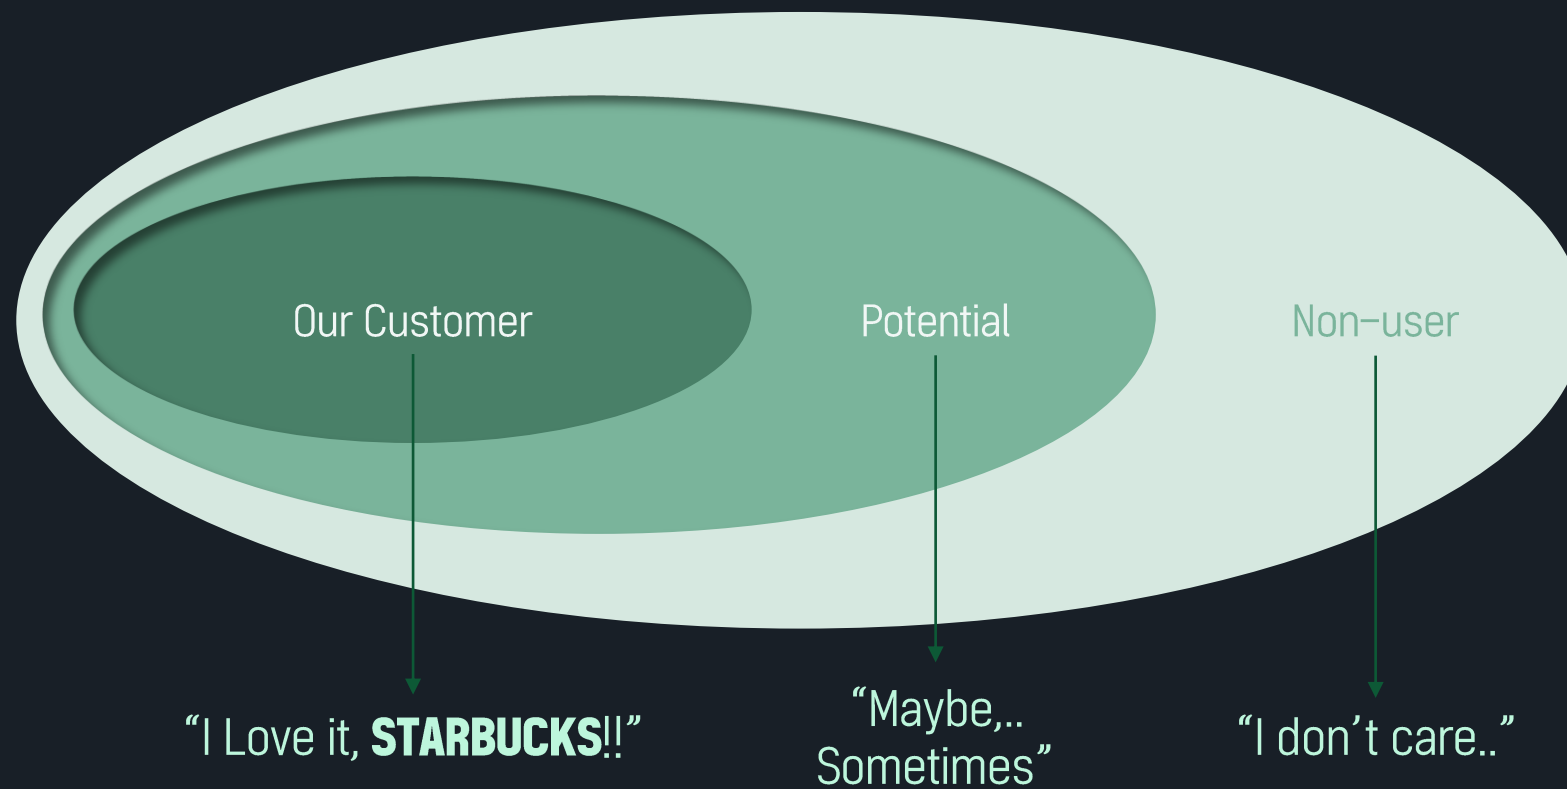 Our Customer
Potential
Non-user
“I Love it, STARBUCKS!!”
“Maybe,..
Sometimes”
“I don’t care..”